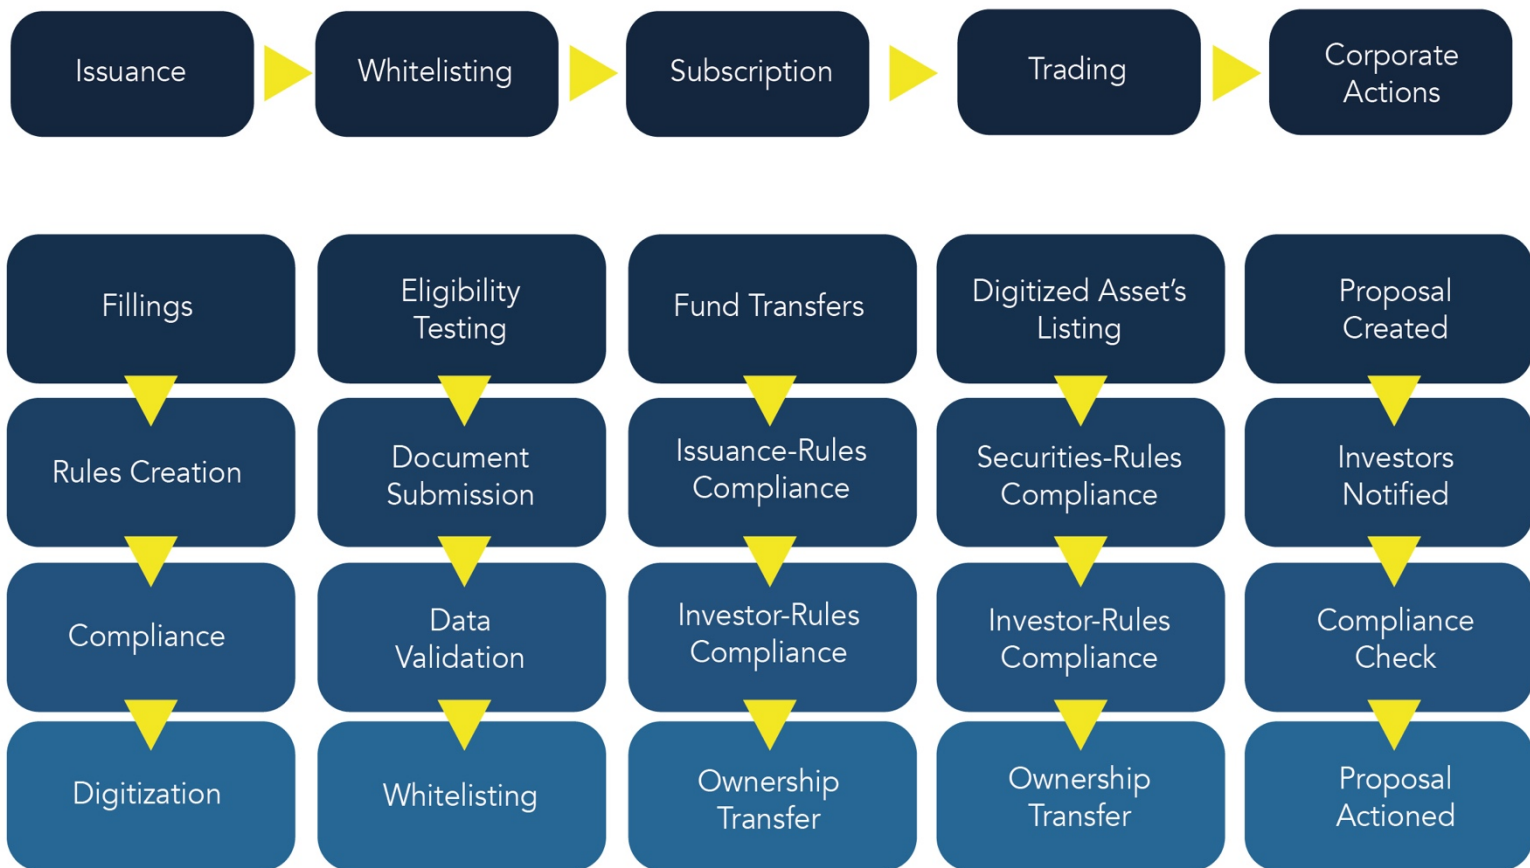 Issuance
Whitelisting
Subscription
Trading
Corporate
Actions
Fillings
Eligibility
Testing
Fund Transfers
Digitized Asset’s
Listing
Proposal
Created
Rules Creation
Document
Submission
Issuance-Rules
Compliance
Securities-Rules
Compliance
Investors
Notified
Compliance
Data
Validation
Investor-Rules
Compliance
Investor-Rules
Compliance
Compliance
Check
Digitization
Whitelisting
Ownership
Transfer
Ownership
Transfer
Proposal
Actioned